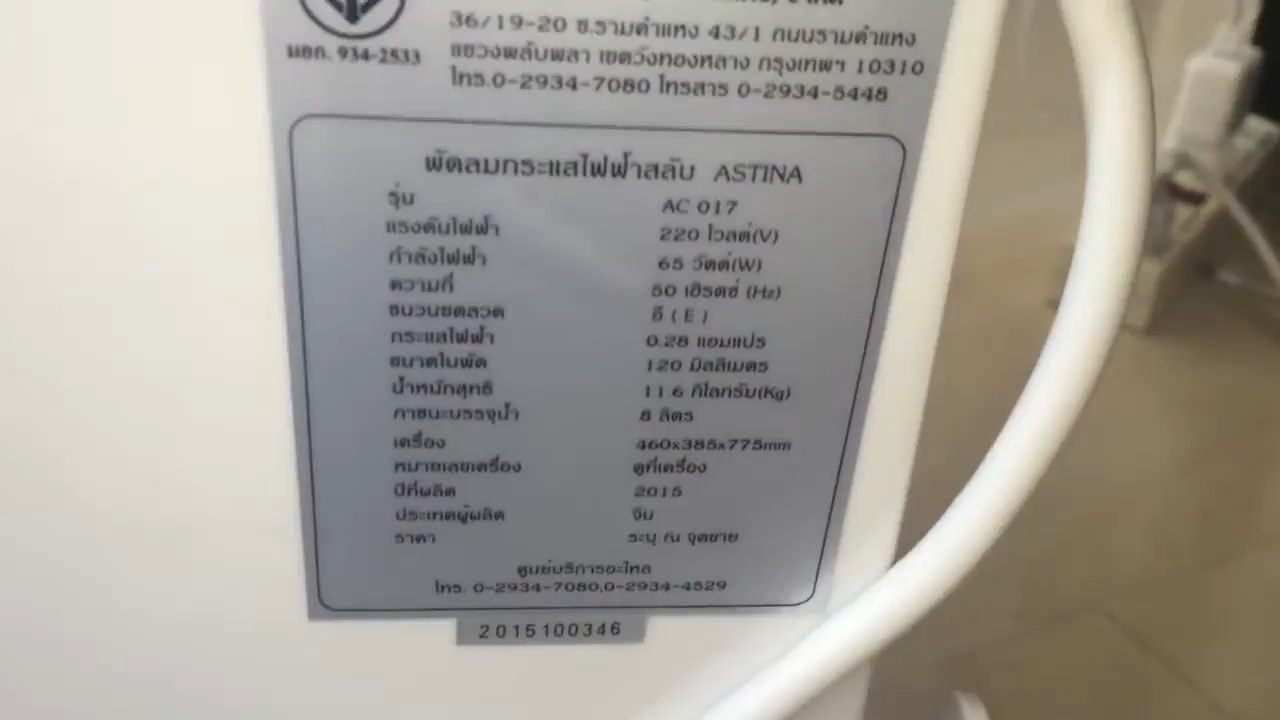 มอก. 934-2533
36/19-20 ซ.รามคำแหง 43/1 ถนนรามคำแหง
แขวงพลับพลา เขตวังทองหลาง กรุงเทพฯ 10310
โทร.0-2934-7080 โทรสาร 0-2934-5448
พัดลมกระแสไฟฟ้าสลับ ASTINA
รุ่น AC 017
แรงดันไฟฟ้า 220 โวลต์(V)
กำลังไฟฟ้า 65 วัตต์(W)
ความถี่ 50 เฮิรตซ์ (Hz)
ชนวนขดลวด อี ( E )
กระแสไฟฟ้า 0.28 แอมแปร
ขนาดใบพัด 120 มิลลิเมตร
น้ำหนักสุทธิ 11.6 กิโลกรัม(Kg)
ภาชนะบรรจุน้ำ 8 ลิตร
เครื่อง 460x385x775mm
หมายเลขเครื่อง ดูที่เครื่อง
ปีที่ผลิต 2015
ประเทศผู้ผลิต จีน
ราคา ระบุ ณ จุดขาย
ศูนย์บริการอะไหล่
โทร. 0-2934-7080,0-2934-4529
2015100346